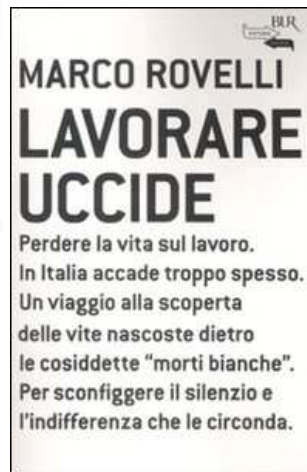 BUR
MARCO ROVELLI
LAVORARE
UCCIDE
Perdere la vita sul lavoro.
In Italia accade troppo spesso.
Un viaggio alla scoperta
delle vite nascoste dietro
le cosiddette “morti bianche”.
Per sconfiggere il silenzio e
l’indifferenza che le circonda.